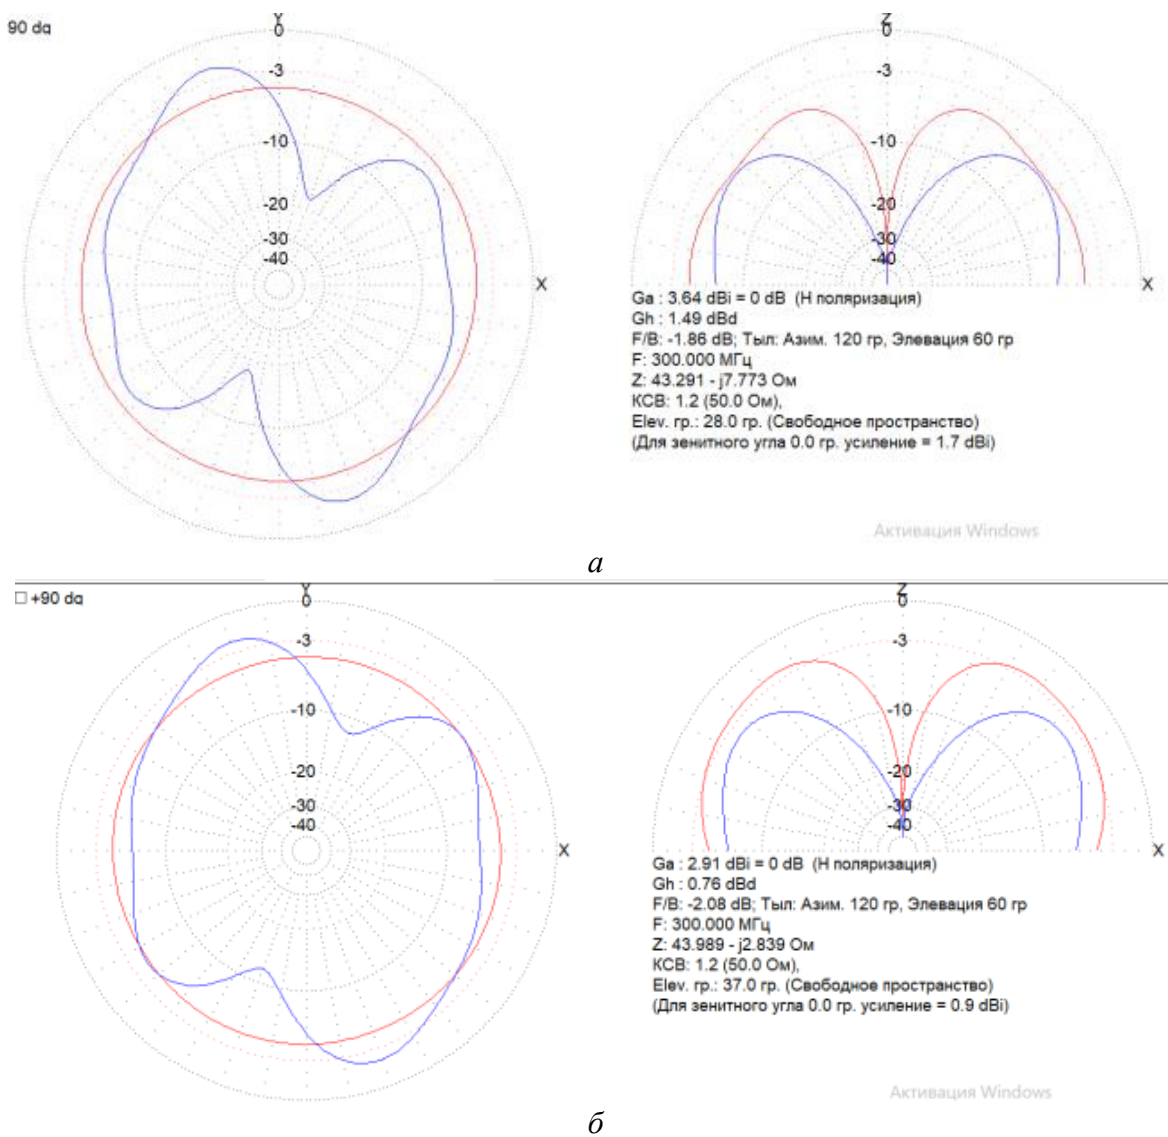 90 dg
Y
0
-3
-10
-20
-30
-40
X
Z
0
-3
-10
-20
-30
-40
X
Ga : 3.64 dBi = 0 dB (H поляризация)
Gh : 1.49 dBd
F/B: -1.86 dB; Тыл: Азим. 120 гр, Элевация 60 гр
F: 300.000 МГц
Z: 43.291 - j7.773 Ом
КСВ: 1.2 (50.0 Ом),
Elev. гр.: 28.0 гр. (Свободное пространство)
(Для зенитного угла 0.0 гр. усиление = 1.7 dBi)
Активация Windows
а
+90 dg
Y
0
-3
-10
-20
-30
-40
X
Z
0
-3
-10
-20
-30
-40
X
Ga : 2.91 dBi = 0 dB (H поляризация)
Gh : 0.76 dBd
F/B: -2.08 dB; Тыл: Азим. 120 гр, Элевация 60 гр
F: 300.000 МГц
Z: 43.989 - j2.839 Ом
КСВ: 1.2 (50.0 Ом),
Elev. гр.: 37.0 гр. (Свободное пространство)
(Для зенитного угла 0.0 гр. усиление = 0.9 dBi)
Активация Windows
б